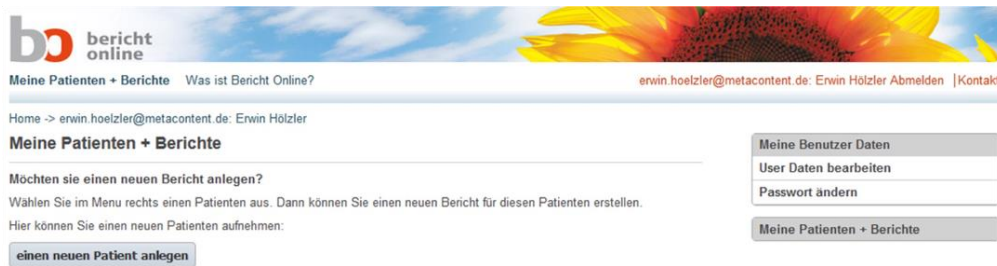 bo bericht
online
Meine Patienten + Berichte Was ist Bericht Online? erwin.hoelzler@metacontent.de: Erwin Hölzler Abmelden |Kontakt
Home -> erwin.hoelzler@metacontent.de: Erwin Hölzler
Meine Patienten + Berichte
Möchten sie einen neuen Bericht anlegen?
Wählen Sie im Menu rechts einen Patienten aus. Dann können Sie einen neuen Bericht für diesen Patienten erstellen.
Hier können Sie einen neuen Patienten aufnehmen:
einen neuen Patient anlegen
Meine Benutzer Daten
User Daten bearbeiten
Passwort ändern
Meine Patienten + Berichte